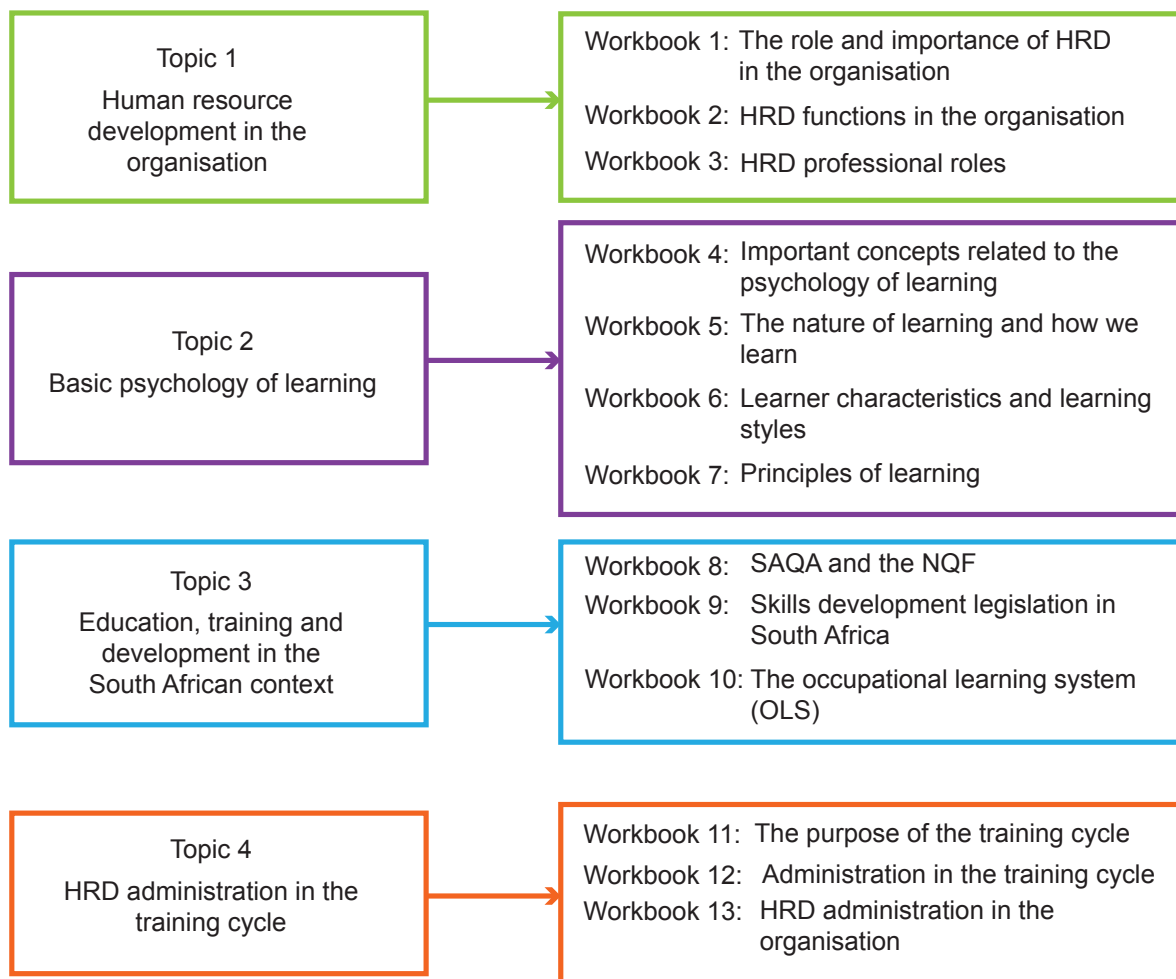 Topic 1
Human resource
development in the
organisation
Workbook 1: The role and importance of HRD
in the organisation
Workbook 2: HRD functions in the organisation
Workbook 3: HRD professional roles
Topic 2
Basic psychology of learning
Workbook 4: Important concepts related to the
psychology of learning
Workbook 5: The nature of learning and how we
learn
Workbook 6: Learner characteristics and learning
styles
Workbook 7: Principles of learning
Topic 3
Education, training and
development in the
South African context
Workbook 8: SAQA and the NQF
Workbook 9: Skills development legislation in
South Africa
Workbook 10: The occupational learning system
(OLS)
Topic 4
HRD administration in the
training cycle
Workbook 11: The purpose of the training cycle
Workbook 12: Administration in the training cycle
Workbook 13: HRD administration in the
organisation